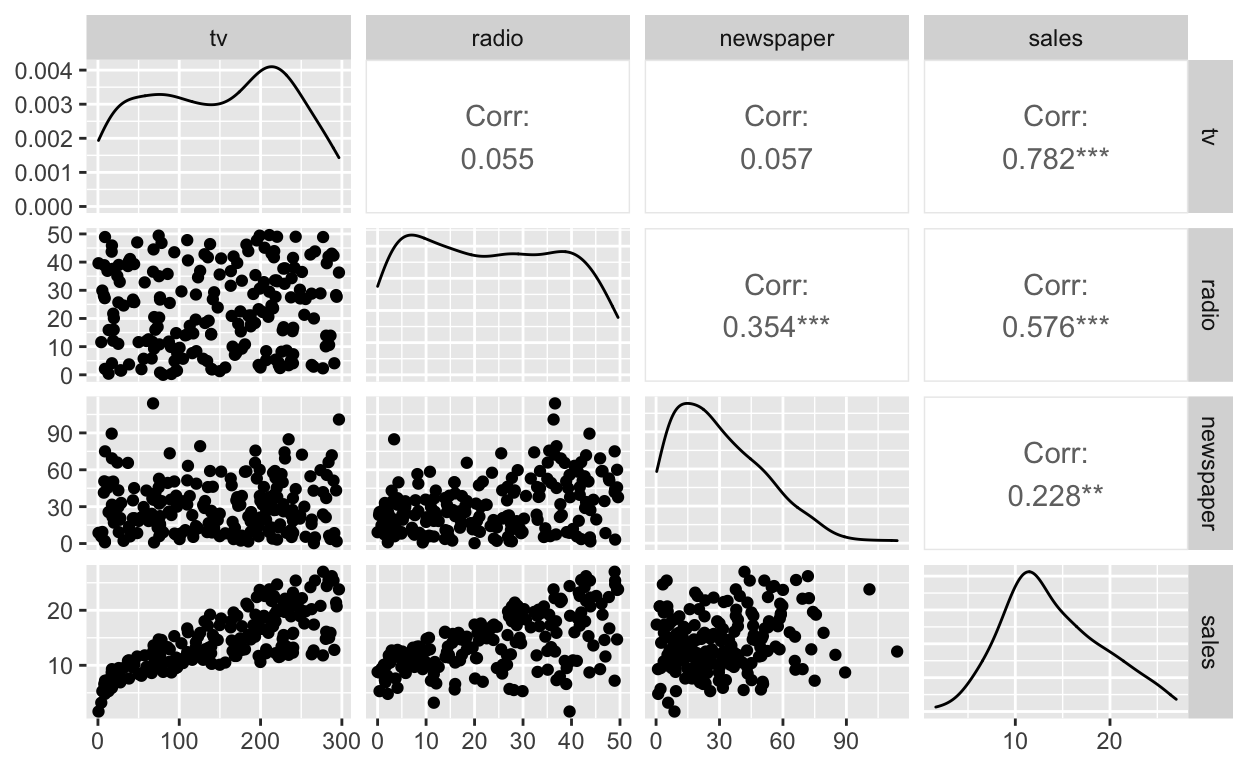 tv radio newspaper sales
0.004
0.003
0.002
0.001
0.000
Corr:
0.055
Corr:
0.057
Corr:
0.782***
tv
50
40
30
20
10
0
Corr:
0.354***
Corr:
0.576***
radio
90
60
30
0
Corr:
0.228**
newspaper
20
10
sales
0 100 200 300 0 10 20 30 40 50 0 30 60 90 10 20